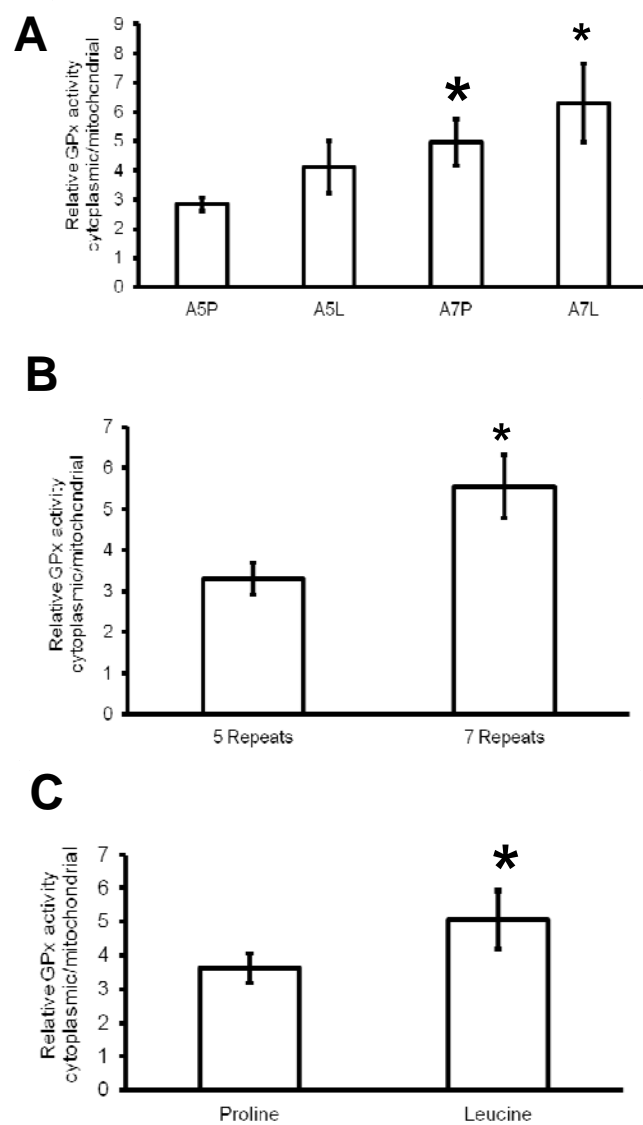 A
Relative GPx activity
cytoplasmic/mitochondrial
9
8
7
6
5
4
3
2
1
0
*
*
A5P A5L A7P A7L
B
Relative GPx activity
cytoplasmic/mitochondrial
7
6
5
4
3
2
1
0
*
5 Repeats 7 Repeats
C
Relative GPx activity
cytoplasmic/mitochondrial
7
6
5
4
3
2
1
0
*
Proline Leucine